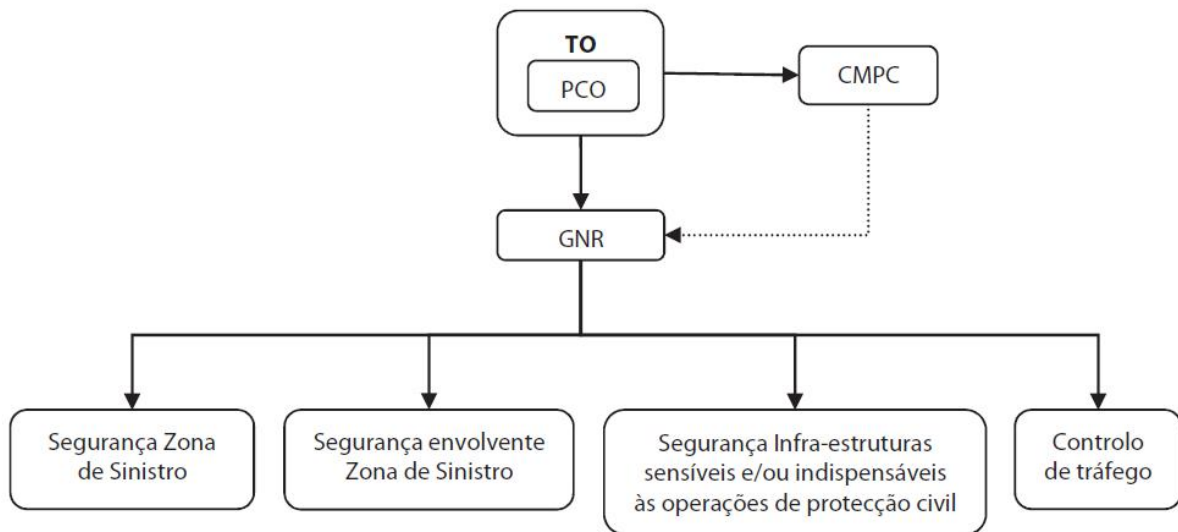 TO
PCO
CMPC
GNR
Segurança Zona
de Sinistro
Segurança envolvente
Zona de Sinistro
Segurança Infra-estruturas
sensíveis e/ou indispensáveis
às operações de protecção civil
Controlo
de tráfego